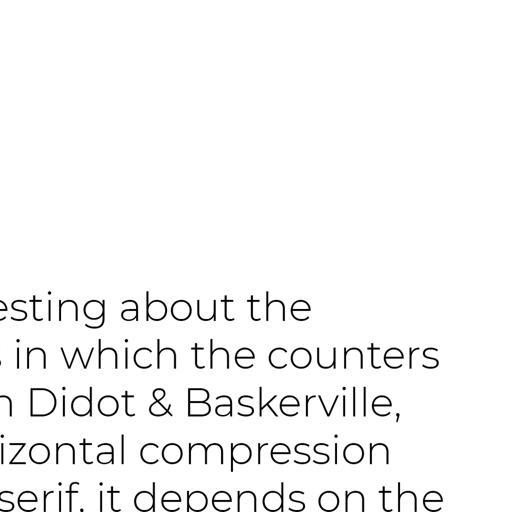 esting about the
s in which the counters
n Didot & Baskerville,
izontal compression
serif, it depends on the